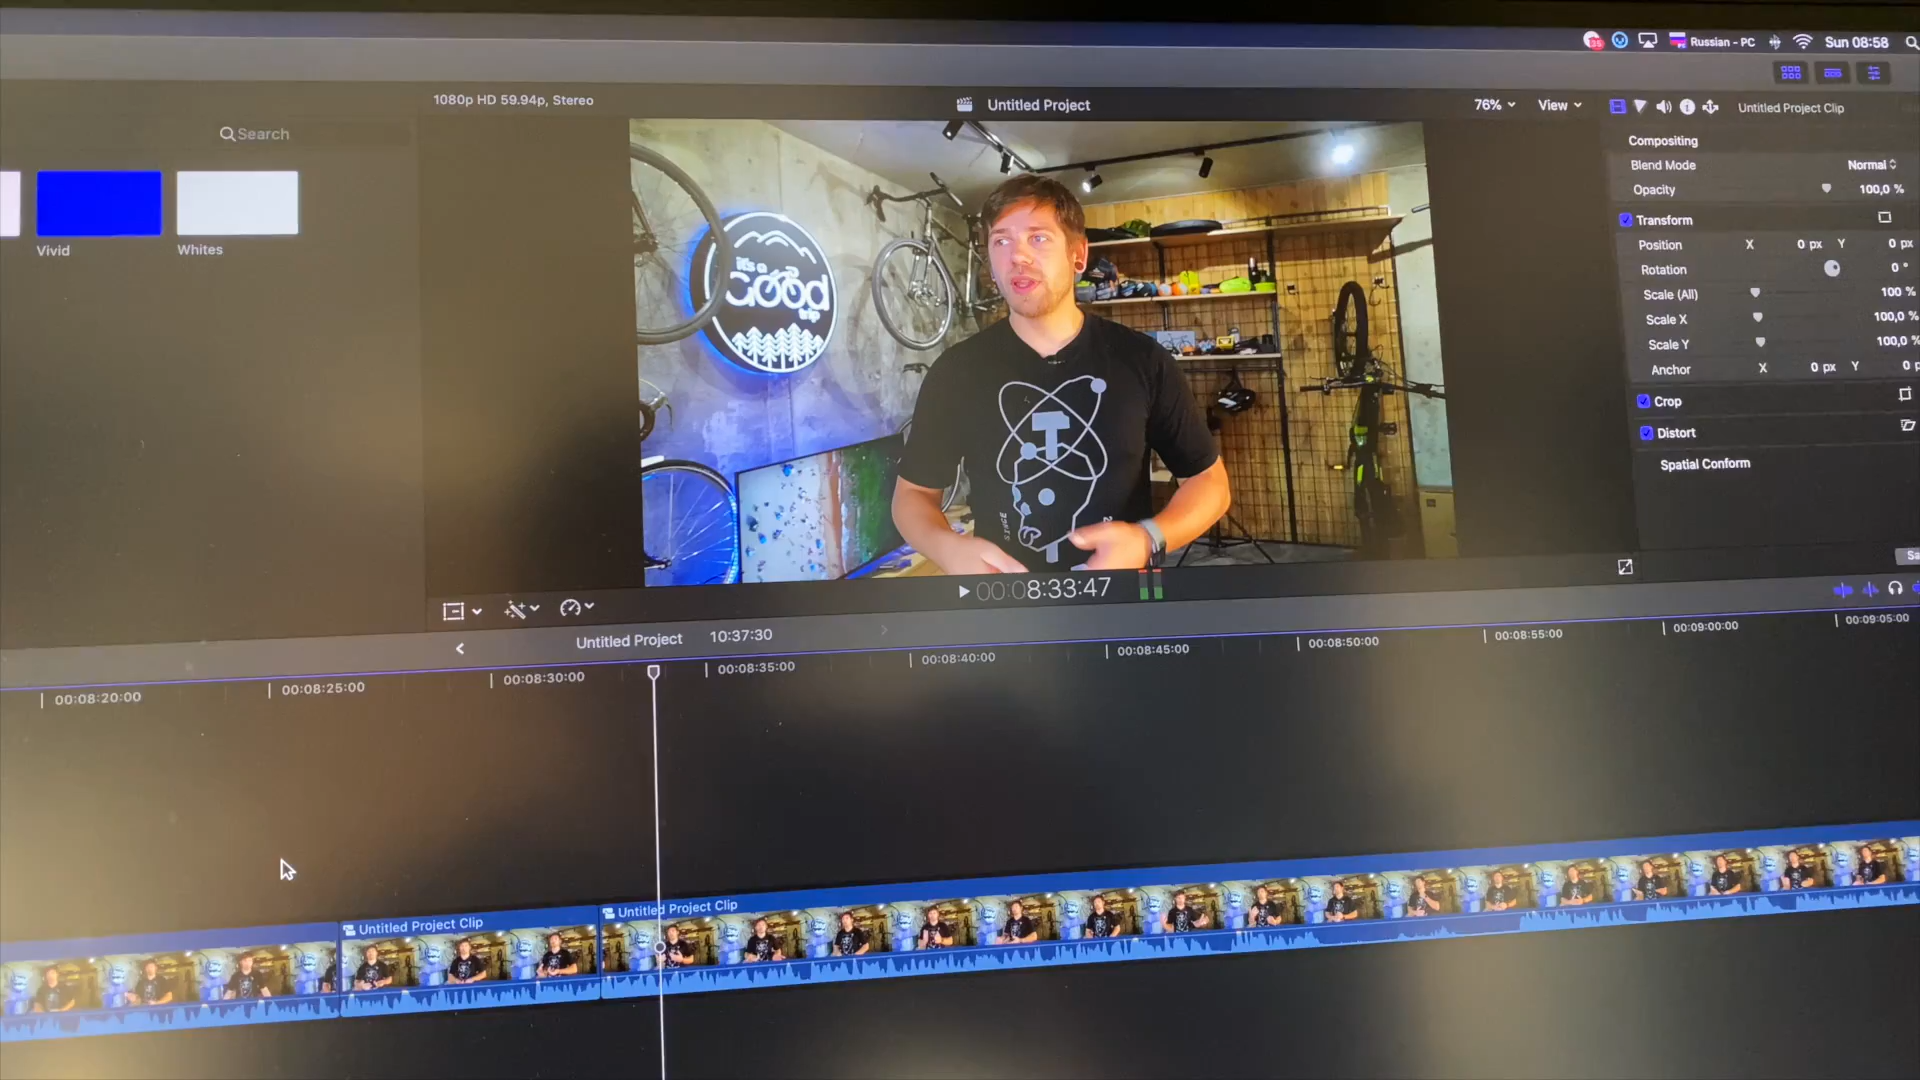 Russian - PC
Sun 08:58
1080p HD 59.94p, Stereo
Untitled Project
76%
View
Untitled Project Clip
Search
Vivid
Whites
Compositing
Blend Mode
Normal
Opacity
100,0 %
Transform
Position
X
0 px
Y
0 px
Rotation
0 °
Scale (All)
100 %
Scale X
100,0 %
Scale Y
100,0 %
Anchor
X
0 px
Y
0 p
Crop
Distort
Spatial Conform
it's a
Good
trip
00:08:33:47
Untitled Project
10:37:30
00:08:20:00
00:08:25:00
00:08:30:00
00:08:35:00
00:08:40:00
00:08:45:00
00:08:50:00
00:08:55:00
00:09:00:00
00:09:05:00
Untitled Project Clip
Untitled Project Clip